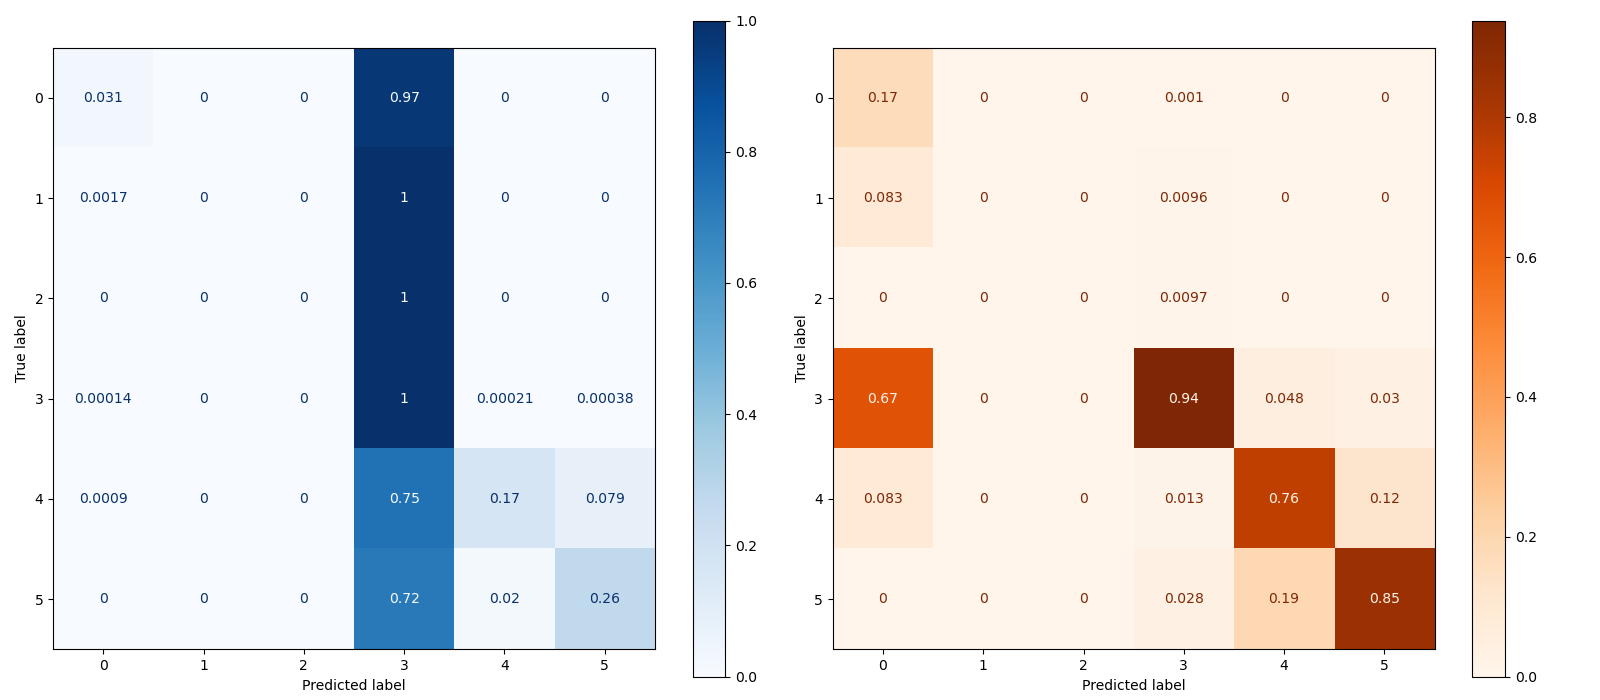 0 0.031 0 0 0.97 0 0
1 0.0017 0 0 1 0 0
2 0 0 0 1 0 0
3 0.00014 0 0 1 0.00021 0.00038
4 0.0009 0 0 0.75 0.17 0.079
5 0 0 0 0.72 0.02 0.26
0 1 2 3 4 5
True label
Predicted label
1.0
0.8
0.6
0.4
0.2
0.0
0 0.17 0 0 0.001 0 0
1 0.083 0 0 0.0096 0 0
2 0 0 0 0.0097 0 0
3 0.67 0 0 0.94 0.048 0.03
4 0.083 0 0 0.013 0.76 0.12
5 0 0 0 0.028 0.19 0.85
0 1 2 3 4 5
True label
Predicted label
0.8
0.6
0.4
0.2
0.0